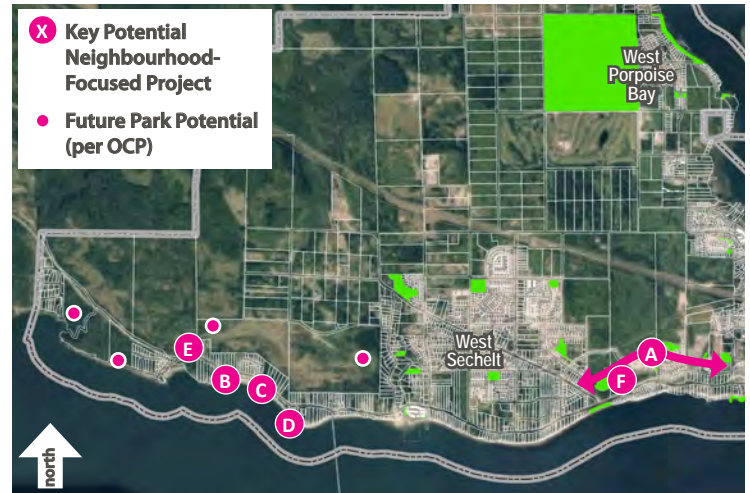 X Key Potential
Neighbourhood-
Focused Project
Future Park Potential
(per OCP)
West
Porpoise
Bay
West
Sechelt
A
E
B
F
C
D
north